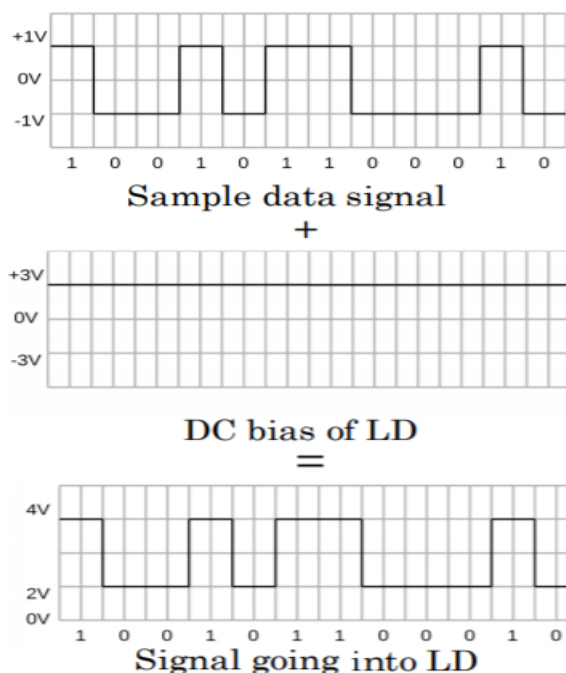 +1V
0V
-1V
1 0 0 1 0 1 1 0 0 0 1 0
Sample data signal
+
+3V
0V
-3V
DC bias of LD
=
4V
2V
0V
1 0 0 1 0 1 1 0 0 0 1 0
Signal going into LD